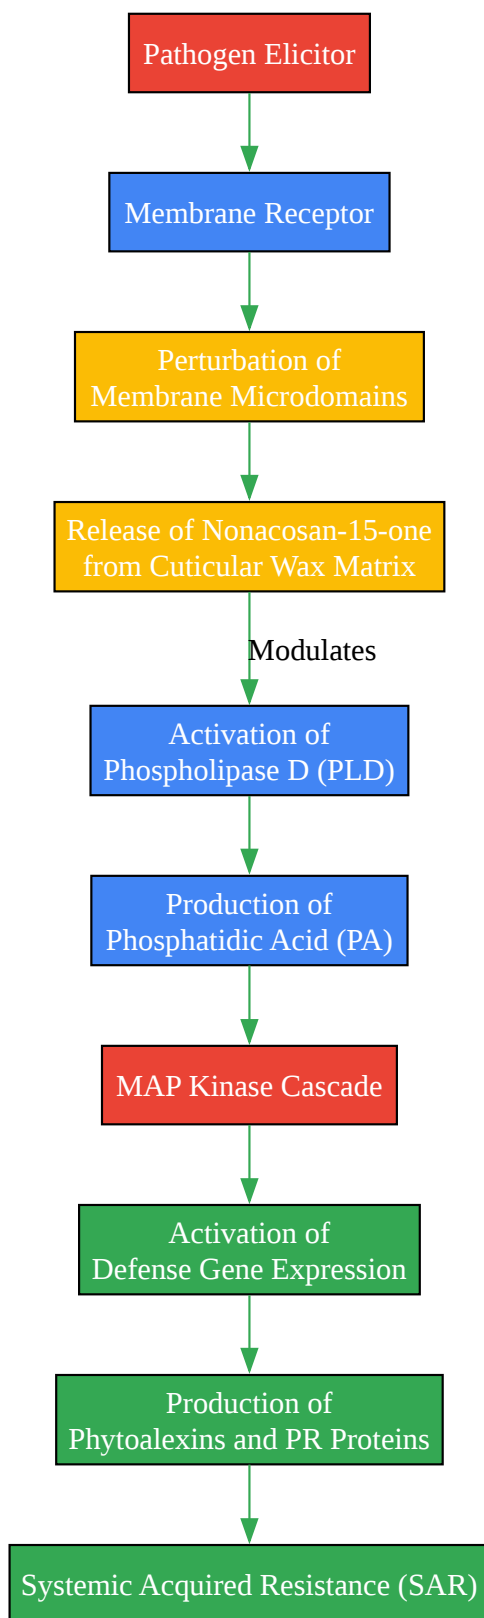 Pathogen Elicitor
Membrane Receptor
Perturbation of
Membrane Microdomains
Release of Nonacosan-15-one
from Cuticular Wax Matrix
Modulates
Activation of
Phospholipase D (PLD)
Production of
Phosphatidic Acid (PA)
MAP Kinase Cascade
Activation of
Defense Gene Expression
Production of
Phytoalexins and PR Proteins
Systemic Acquired Resistance (SAR)